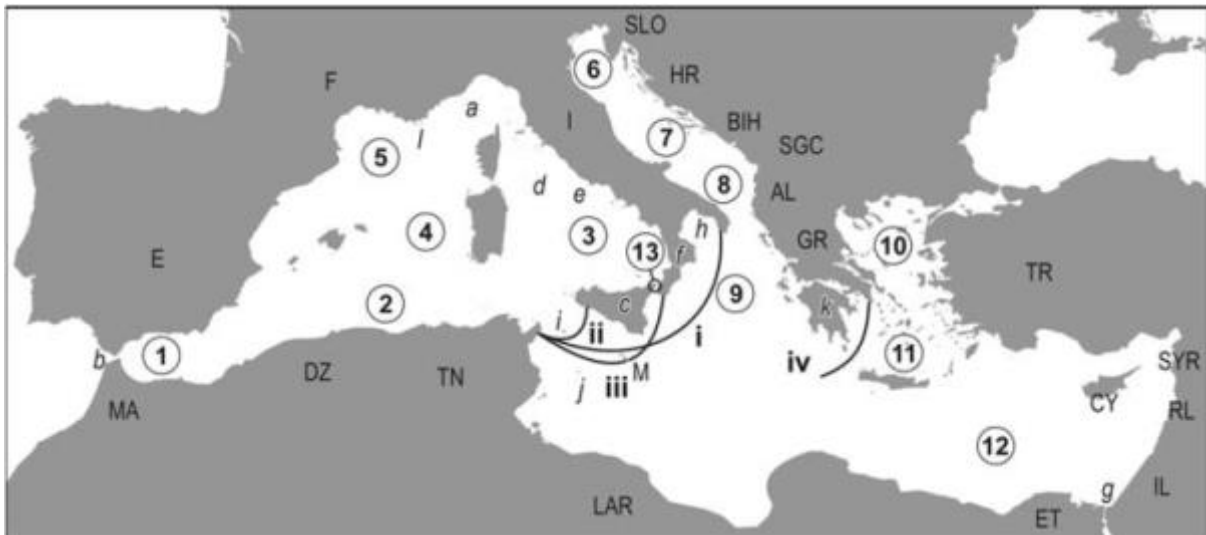 SLO
6
HR
F
a
I
BIH
7
l
SGC
5
8
d
AL
e
h
4
3
13
f
GR
10
E
TR
9
2
c
k
i
ii
i
b
1
iv
11
SYR
DZ
TN
iii
M
j
CY
RL
MA
12
g
IL
LAR
ET